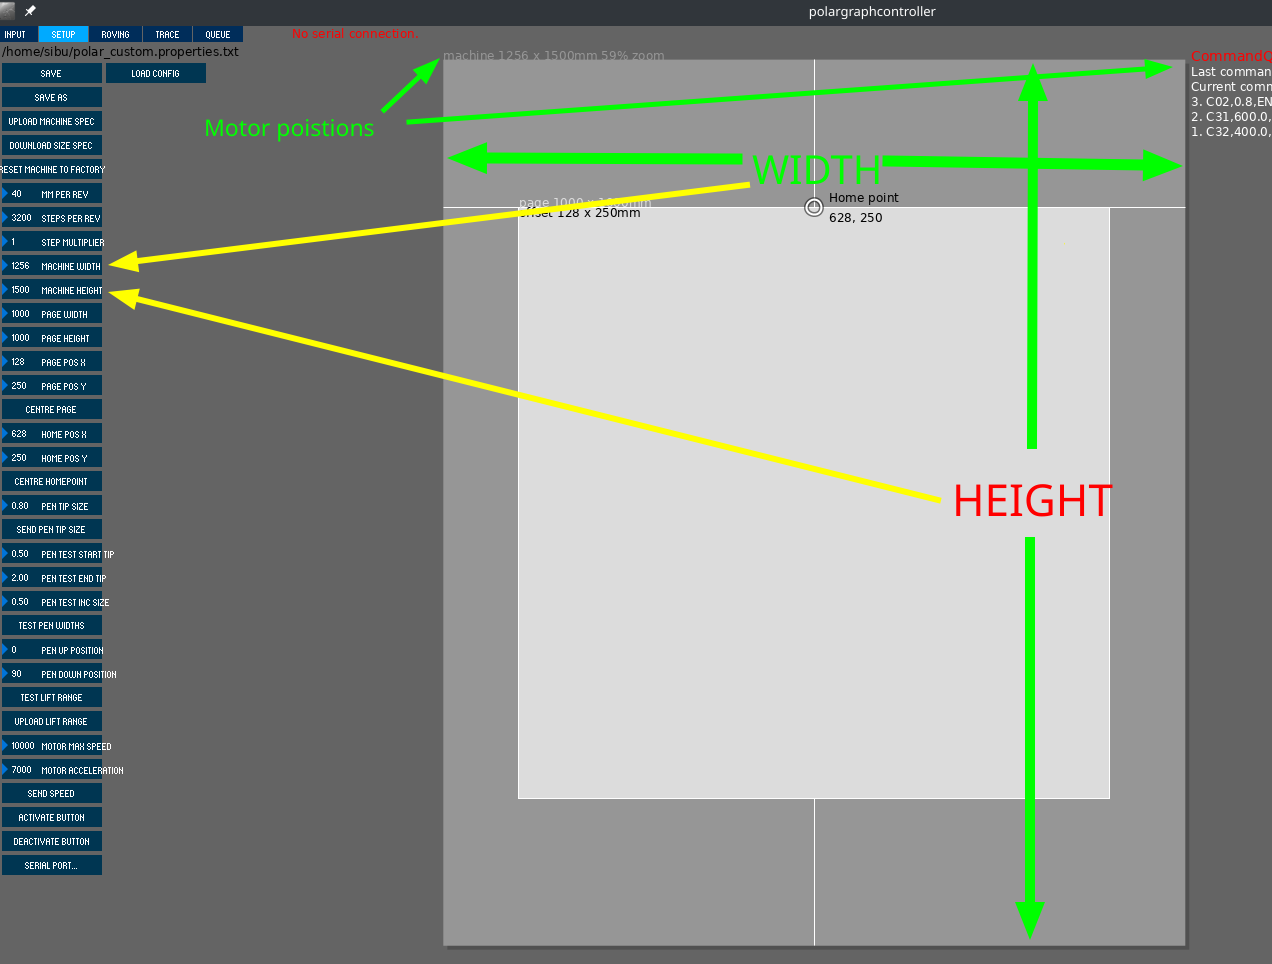 polargraphcontroller
INPUT SETUP ROVING TRACE QUEUE
No serial connection.
/home/sibu/polar_custom.properties.txt
SAVE LOAD CONFIG
SAVE AS
UPLOAD MACHINE SPEC
DOWNLOAD SIZE SPEC
RESET MACHINE TO FACTORY
40 MM PER REV
3200 STEPS PER REV
1 STEP MULTIPLIER
1256 MACHINE WIDTH
1500 MACHINE HEIGHT
1000 PAGE WIDTH
1000 PAGE HEIGHT
128 PAGE POS X
250 PAGE POS Y
CENTRE PAGE
628 HOME POS X
250 HOME POS Y
CENTRE HOMEPOINT
0.80 PEN TIP SIZE
SEND PEN TIP SIZE
0.50 PEN TEST START TIP
2.00 PEN TEST END TIP
0.50 PEN TEST INC SIZE
TEST PEN WIDTHS
0 PEN UP POSITION
90 PEN DOWN POSITION
TEST LIFT RANGE
UPLOAD LIFT RANGE
10000 MOTOR MAX SPEED
7000 MOTOR ACCELERATION
SEND SPEED
ACTIVATE BUTTON
DEACTIVATE BUTTON
SERIAL PORT...
machine 1256 x 1500mm 59% zoom
Motor poistions
WIDTH
page 1000 x 1000mm
offset 128 x 250mm
Home point
628, 250
HEIGHT
CommandQ
Last comman
Current comm
3. C02,0.8,EN
2. C31,600.0,
1. C32,400.0,